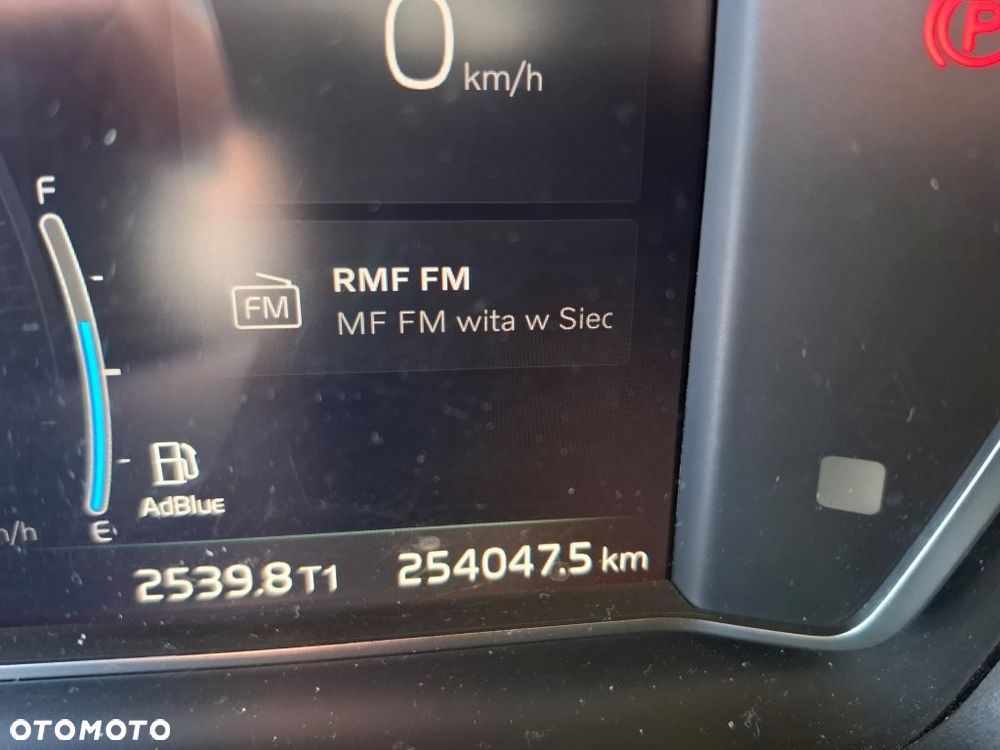 0 km/h
P
F
RMF FM
FM
MF FM wita w Siec
AdBlue
E
2539.8 T1 254047.5 km
OTOMOTO